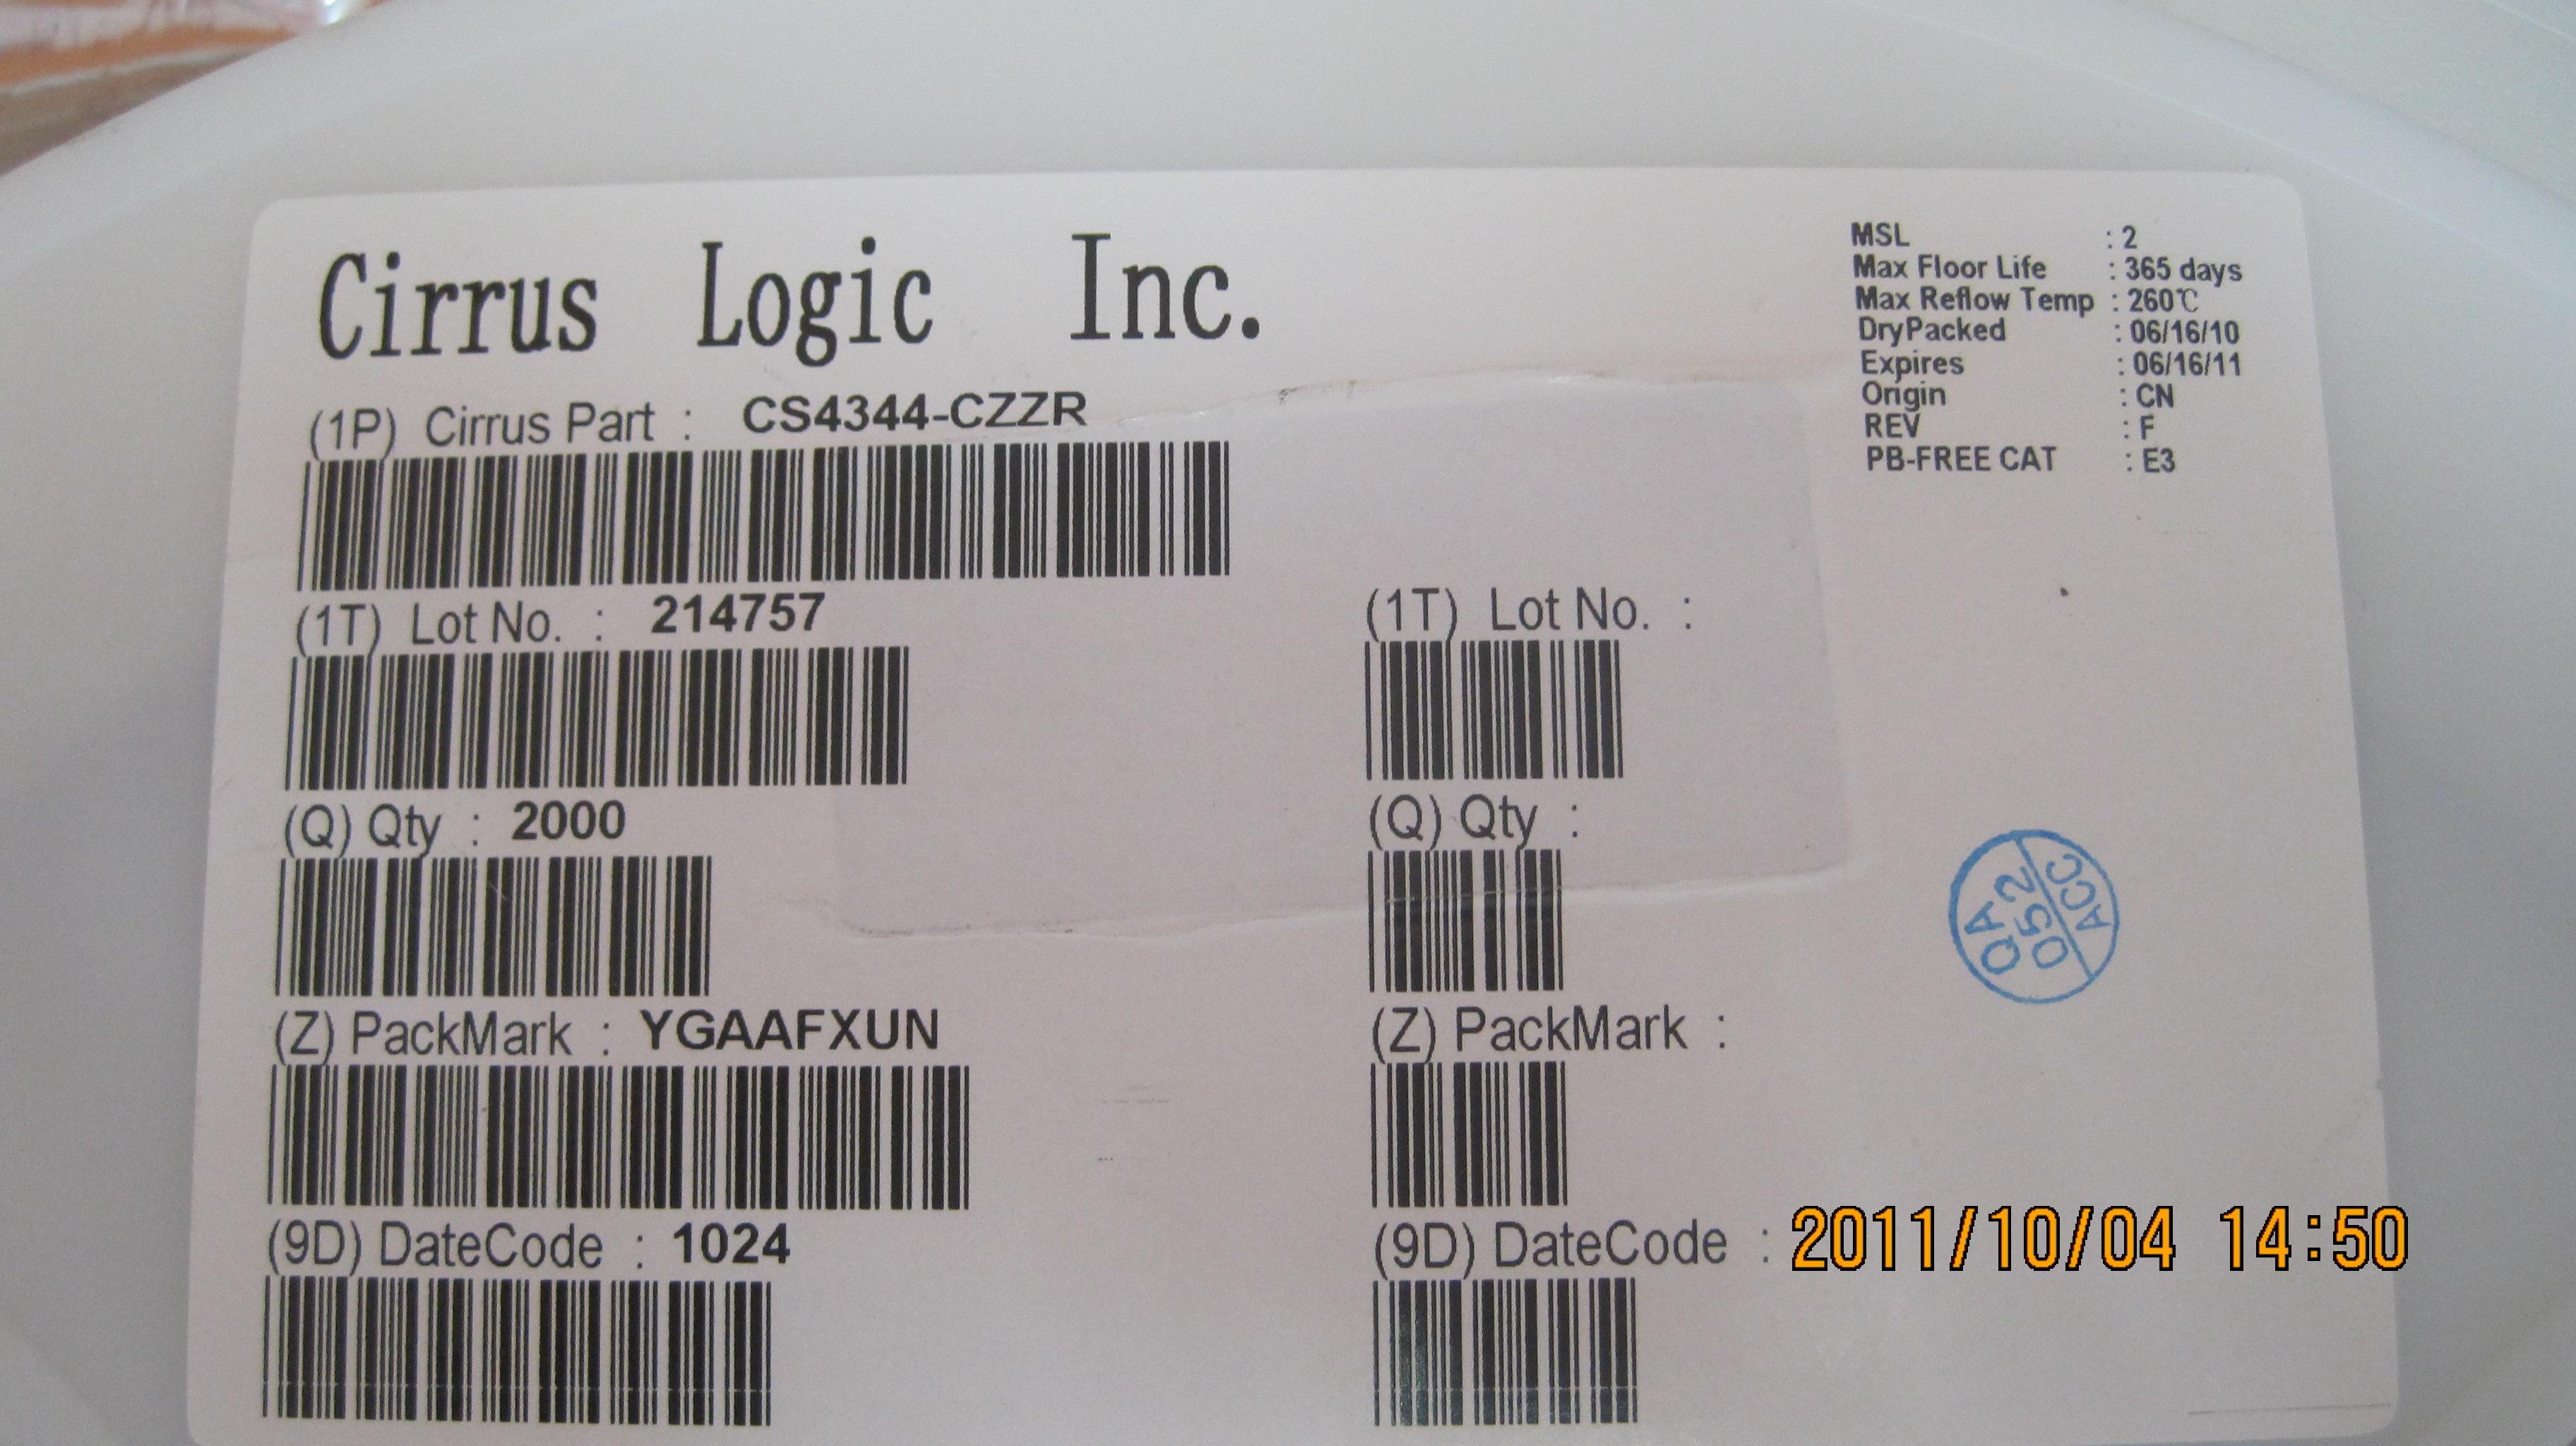 Cirrus Logic Inc.
MSL : 2
Max Floor Life : 365 days
Max Reflow Temp : 260℃
DryPacked : 06/16/10
Expires : 06/16/11
Origin : CN
REV : F
PB-FREE CAT : E3
(1P) Cirrus Part : CS4344-CZZR
(1T) Lot No. : 214757
(Q) Qty : 2000
(Z) PackMark : YGAAFXUN
(9D) DateCode : 1024
(1T) Lot No. :
(Q) Qty :
(Z) PackMark :
(9D) DateCode :
QA
052
ACC
2011/10/04 14:50